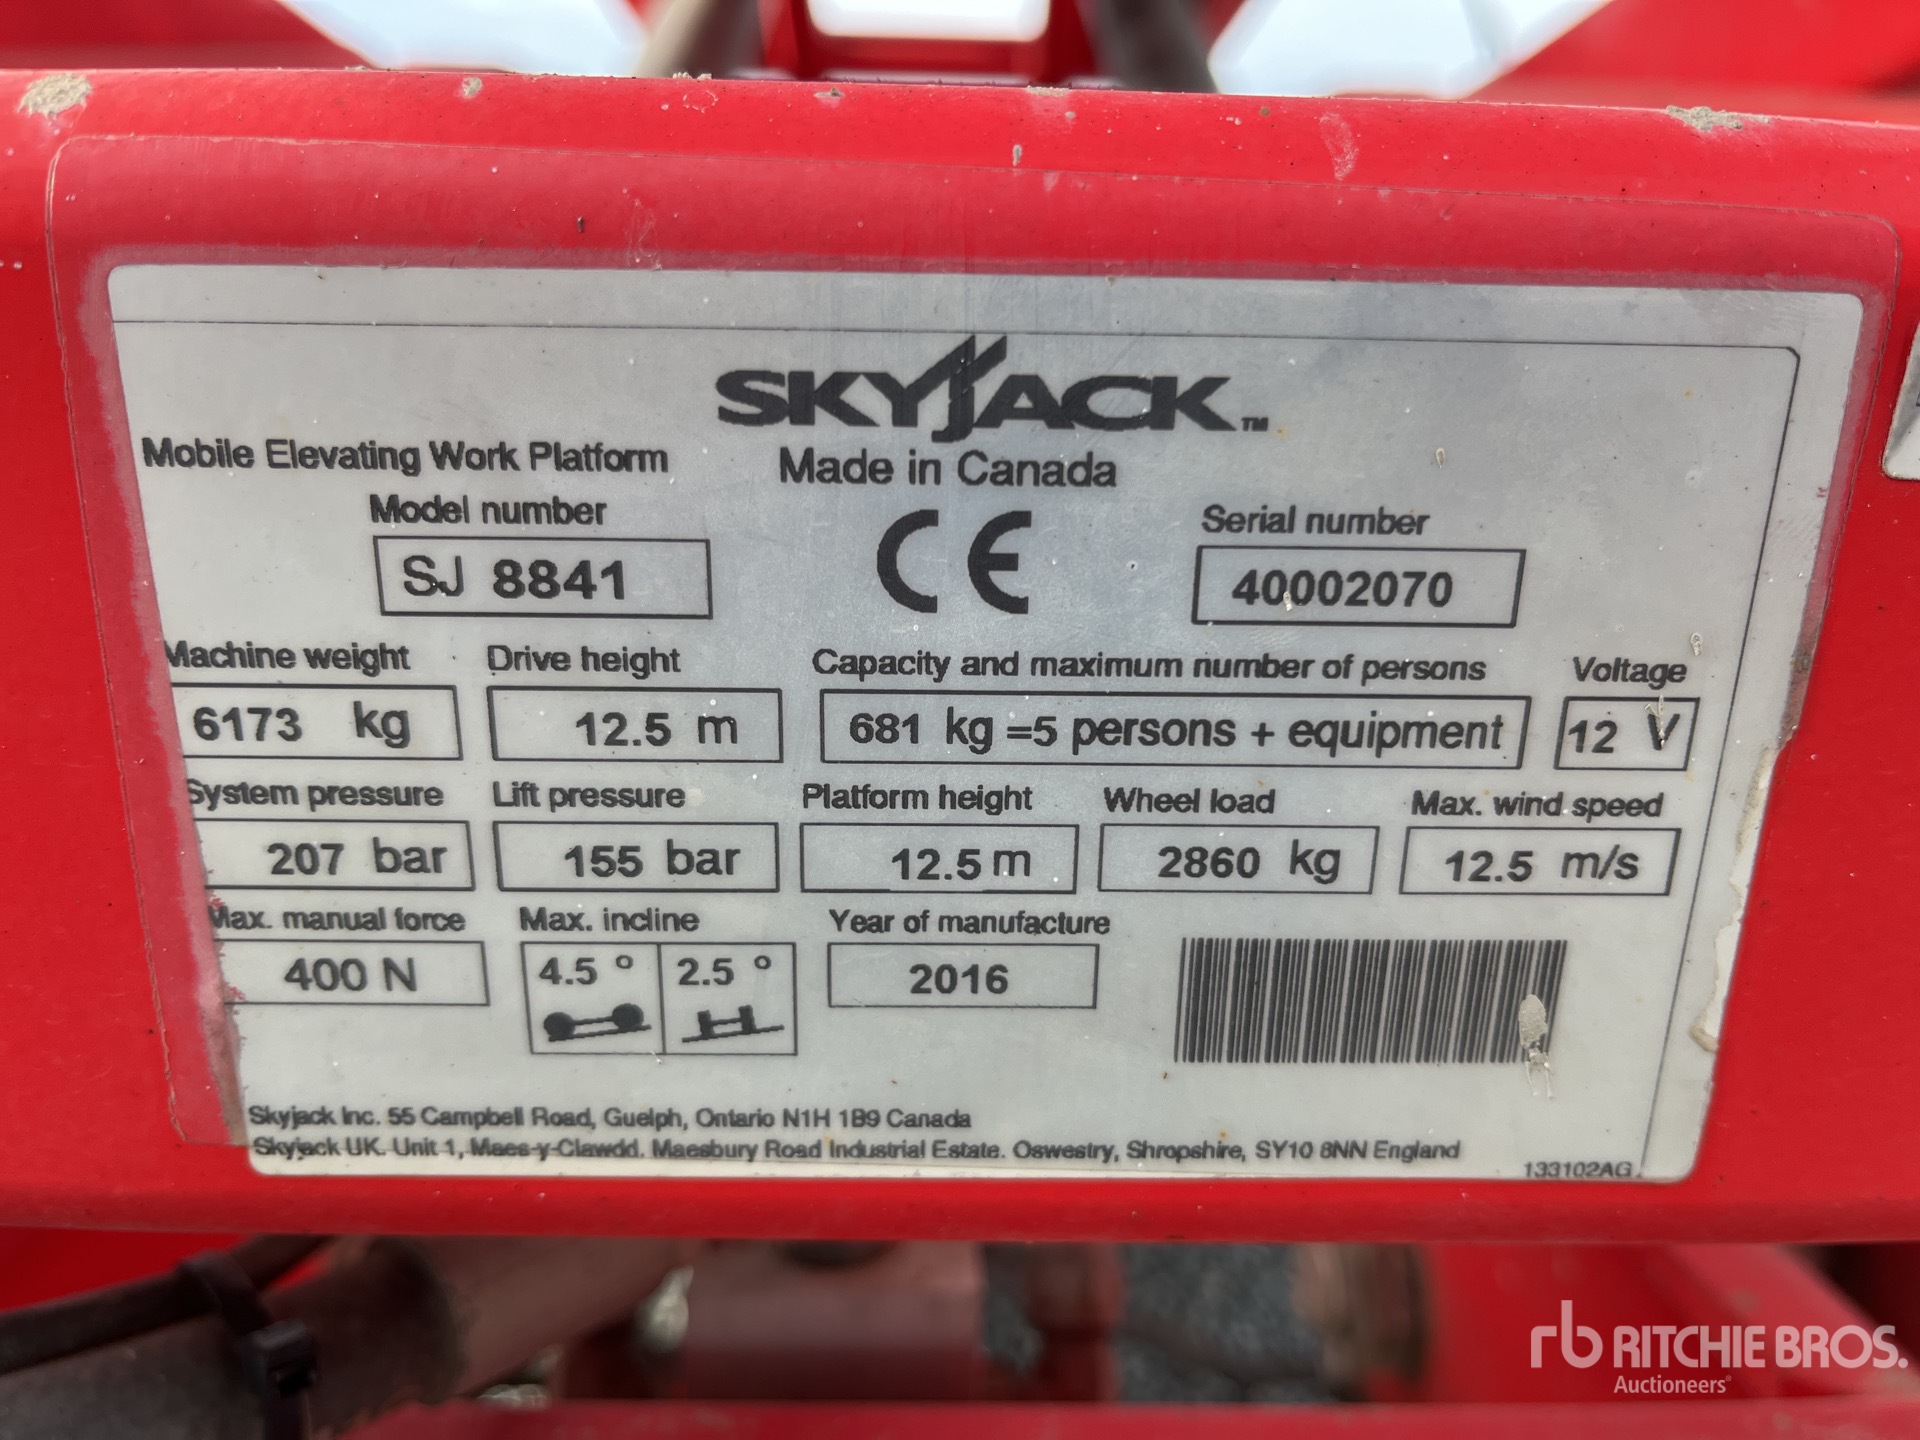 SKYJACK™
Mobile Elevating Work Platform
Made in Canada
Model number
SJ 8841
CE
Serial number
40002070
Machine weight Drive height Capacity and maximum number of persons Voltage
6173 kg 12.5 m 681 kg =5 persons + equipment 12 V
System pressure Lift pressure Platform height Wheel load Max. wind speed
207 bar 155 bar 12.5 m 2860 kg 12.5 m/s
Max. manual force Max. incline Year of manufacture
400 N 4.5 ° 2.5 ° 2016
Skyjack Inc. 55 Campbell Road, Guelph, Ontario N1H 1B9 Canada
Skyjack UK. Unit 1, Maes-y-Clawdd. Maesbury Road Industrial Estate. Oswestry, Shropshire, SY10 8NN England
133102AG
rb RITCHIE BROS.
Auctioneers®